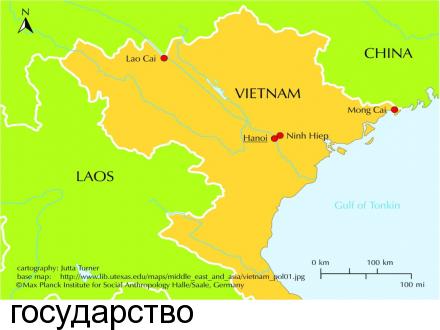 N
Lao Cai
CHINA
VIETNAM
Mong Cai
Hanoi
Ninh Hiep
LAOS
Gulf of Tonkin
cartography: Jutta Turner
base map: http://www.lib.utexas.edu/maps/middle_east_and_asia/vietnam_pol01.jpg
©Max Planck Institute for Social Anthropology Halle/Saale, Germany
0 km 100 km
100 mi
государство